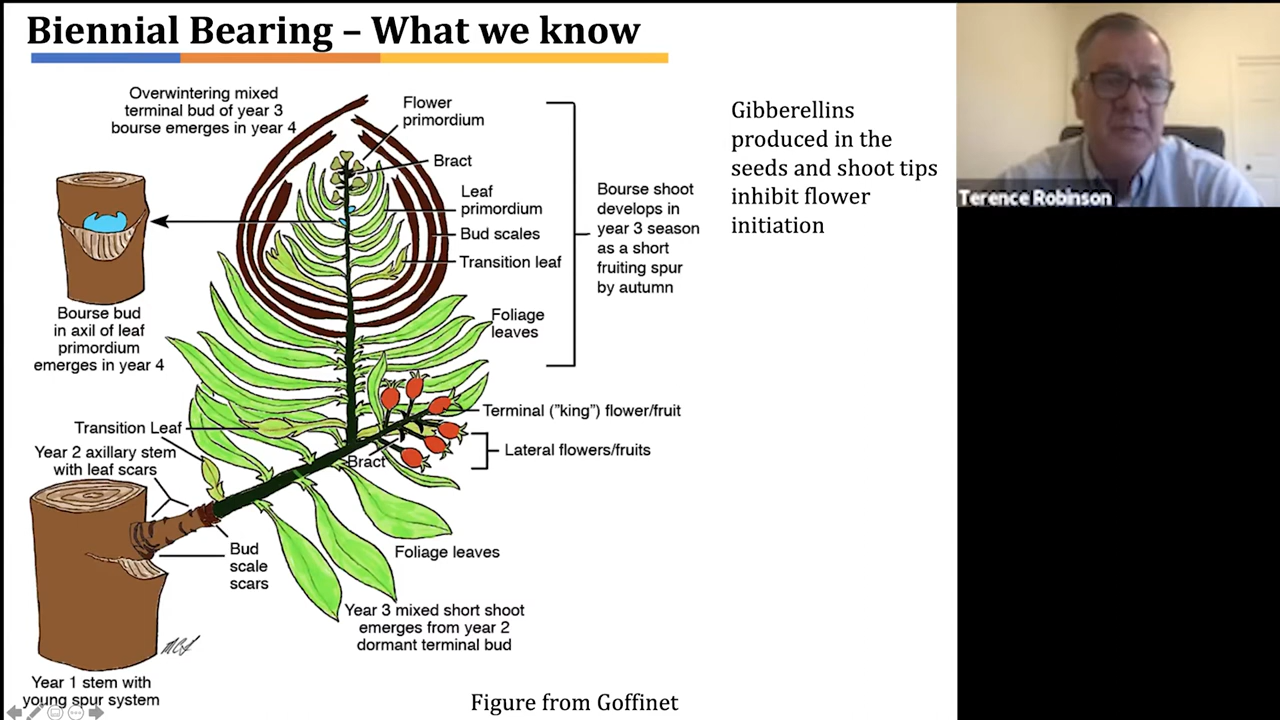 Biennial Bearing – What we know
Overwintering mixed
terminal bud of year 3
bourse emerges in year 4
Flower
primordium
Bract
Leaf
primordium
Bud scales
Transition leaf
Foliage
leaves
Bourse shoot
develops in
year 3 season
as a short
fruiting spur
by autumn
Gibberellins
produced in the
seeds and shoot tips
inhibit flower
initiation
Terence Robinson
Bourse bud
in axil of leaf
primordium
emerges in year 4
Terminal ("king") flower/fruit
Lateral flowers/fruits
Bract
Transition Leaf
Year 2 axillary stem
with leaf scars
Bud
scale
scars
Foliage leaves
Year 3 mixed short shoot
emerges from year 2
dormant terminal bud
Year 1 stem with
young spur system
Figure from Goffinet